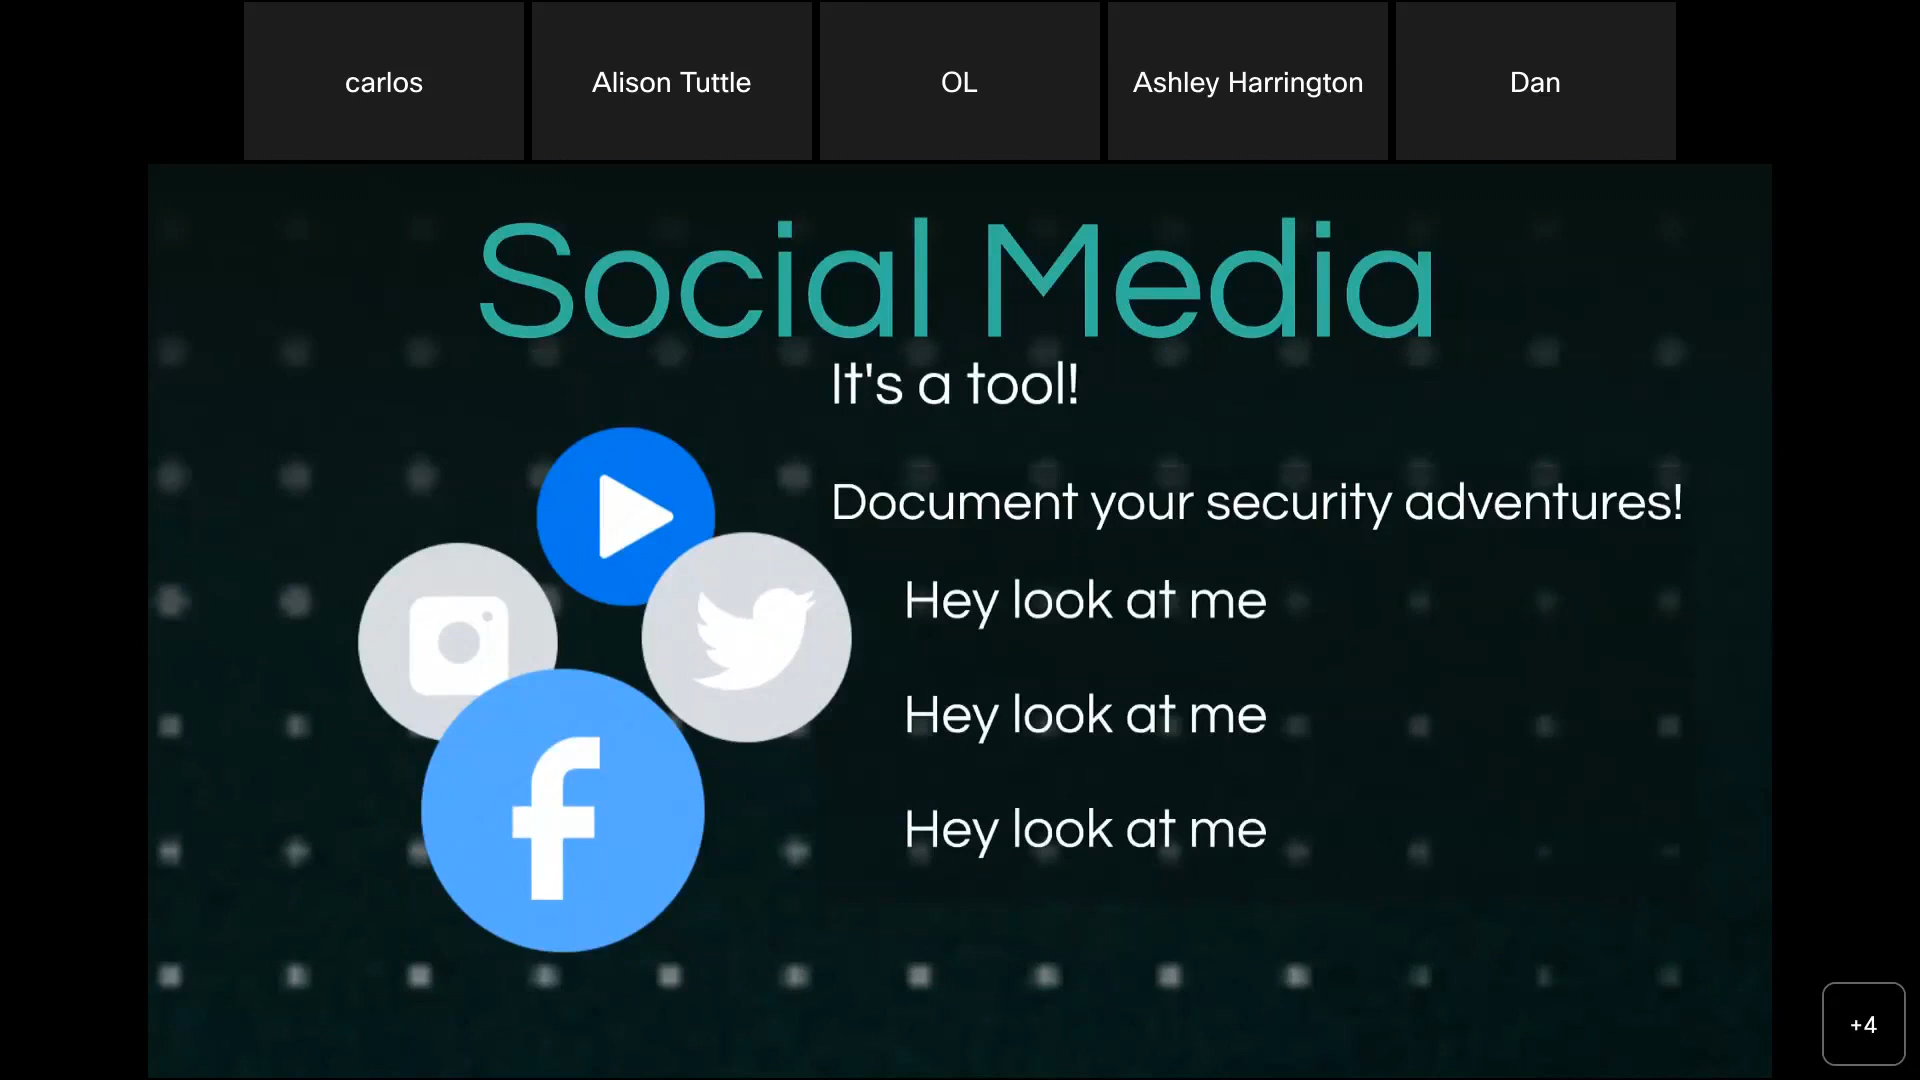 carlos
Alison Tuttle
OL
Ashley Harrington
Dan
Social Media
It's a tool!
Document your security adventures!
Hey look at me
Hey look at me
Hey look at me
+4